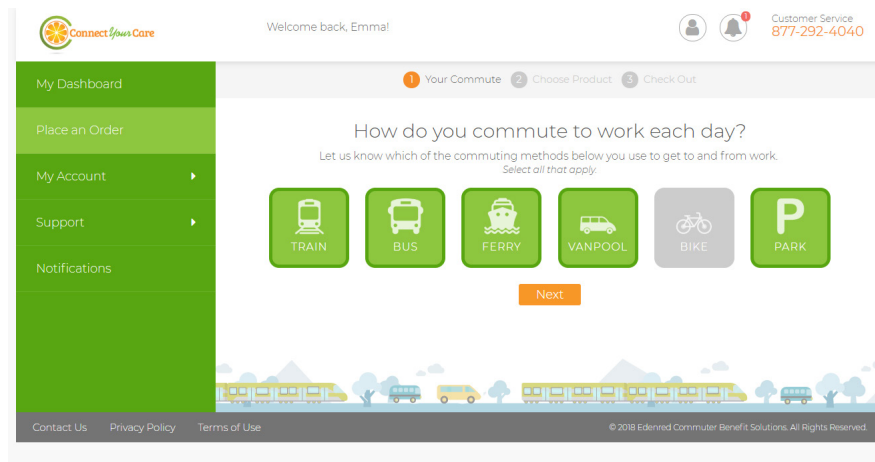 Connect Your Care
Welcome back, Emma!
Customer Service
877-292-4040
My Dashboard
Place an Order
My Account
Support
Notifications
1 Your Commute 2 Choose Product 3 Check Out
How do you commute to work each day?
Let us know which of the commuting methods below you use to get to and from work.
Select all that apply.
TRAIN
BUS
FERRY
VANPOOL
BIKE
P
PARK
Next
Contact Us Privacy Policy Terms of Use
© 2018 Edenred Commuter Benefit Solutions. All Rights Reserved.